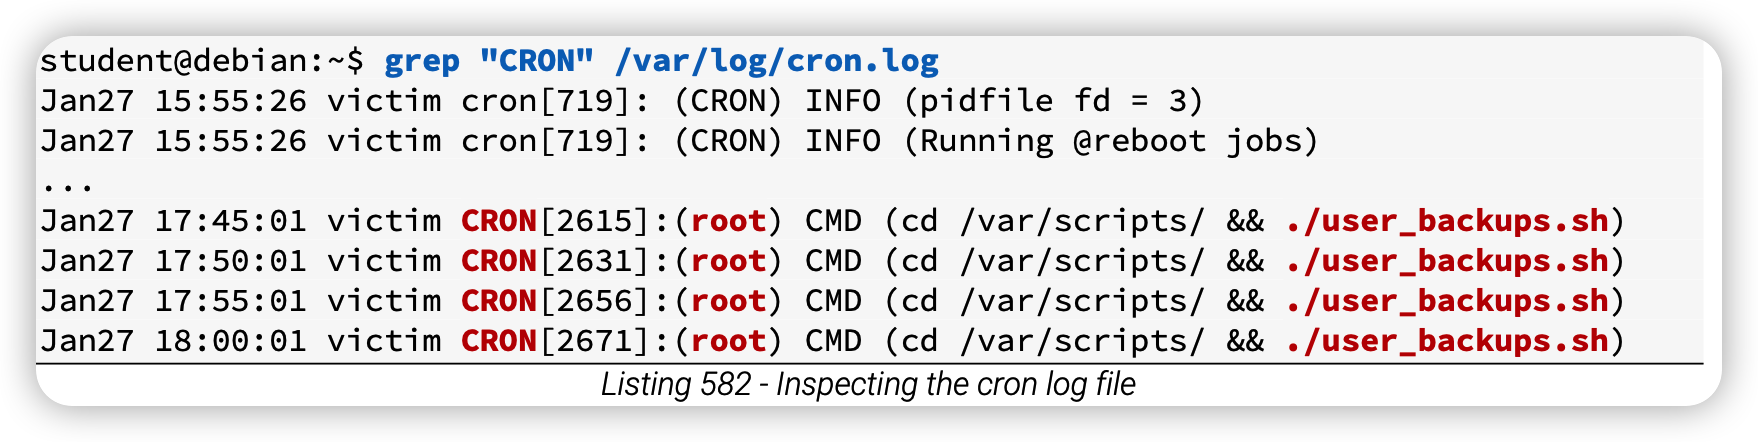 student@debian:~$ grep "CRON" /var/log/cron.log
Jan27 15:55:26 victim cron[719]: (CRON) INFO (pidfile fd = 3)
Jan27 15:55:26 victim cron[719]: (CRON) INFO (Running @reboot jobs)
...
Jan27 17:45:01 victim CRON[2615]:(root) CMD (cd /var/scripts/ && ./user_backups.sh)
Jan27 17:50:01 victim CRON[2631]:(root) CMD (cd /var/scripts/ && ./user_backups.sh)
Jan27 17:55:01 victim CRON[2656]:(root) CMD (cd /var/scripts/ && ./user_backups.sh)
Jan27 18:00:01 victim CRON[2671]:(root) CMD (cd /var/scripts/ && ./user_backups.sh)
Listing 582 - Inspecting the cron log file